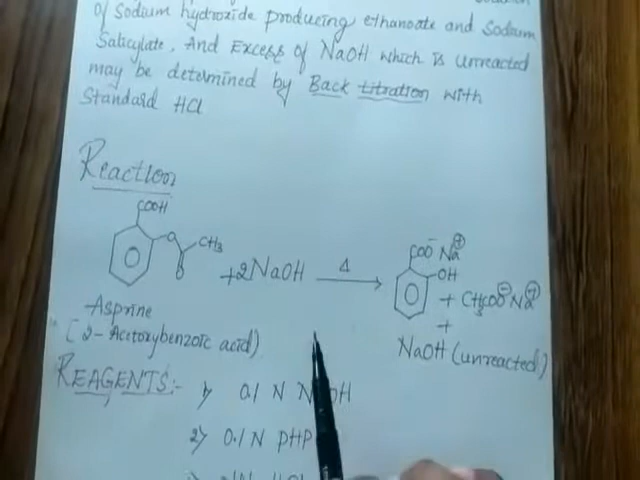 of Sodium hydroxide producing ethanoate and Sodium
Salicylate, And Excess of NaOH which is unreacted
may be determined by Back titration with
Standard HCl
Reaction
COOH
O
CH3
O
+2NaOH
Δ
COO⁻ Na⊕
OH
+ CH3COO⊖Na⊕
+
NaOH (unreacted)
Asprine
[2-Acetoxybenzoic acid)
REAGENTS:-
1) 0.1 N NaOH
2) 0.1N PHP